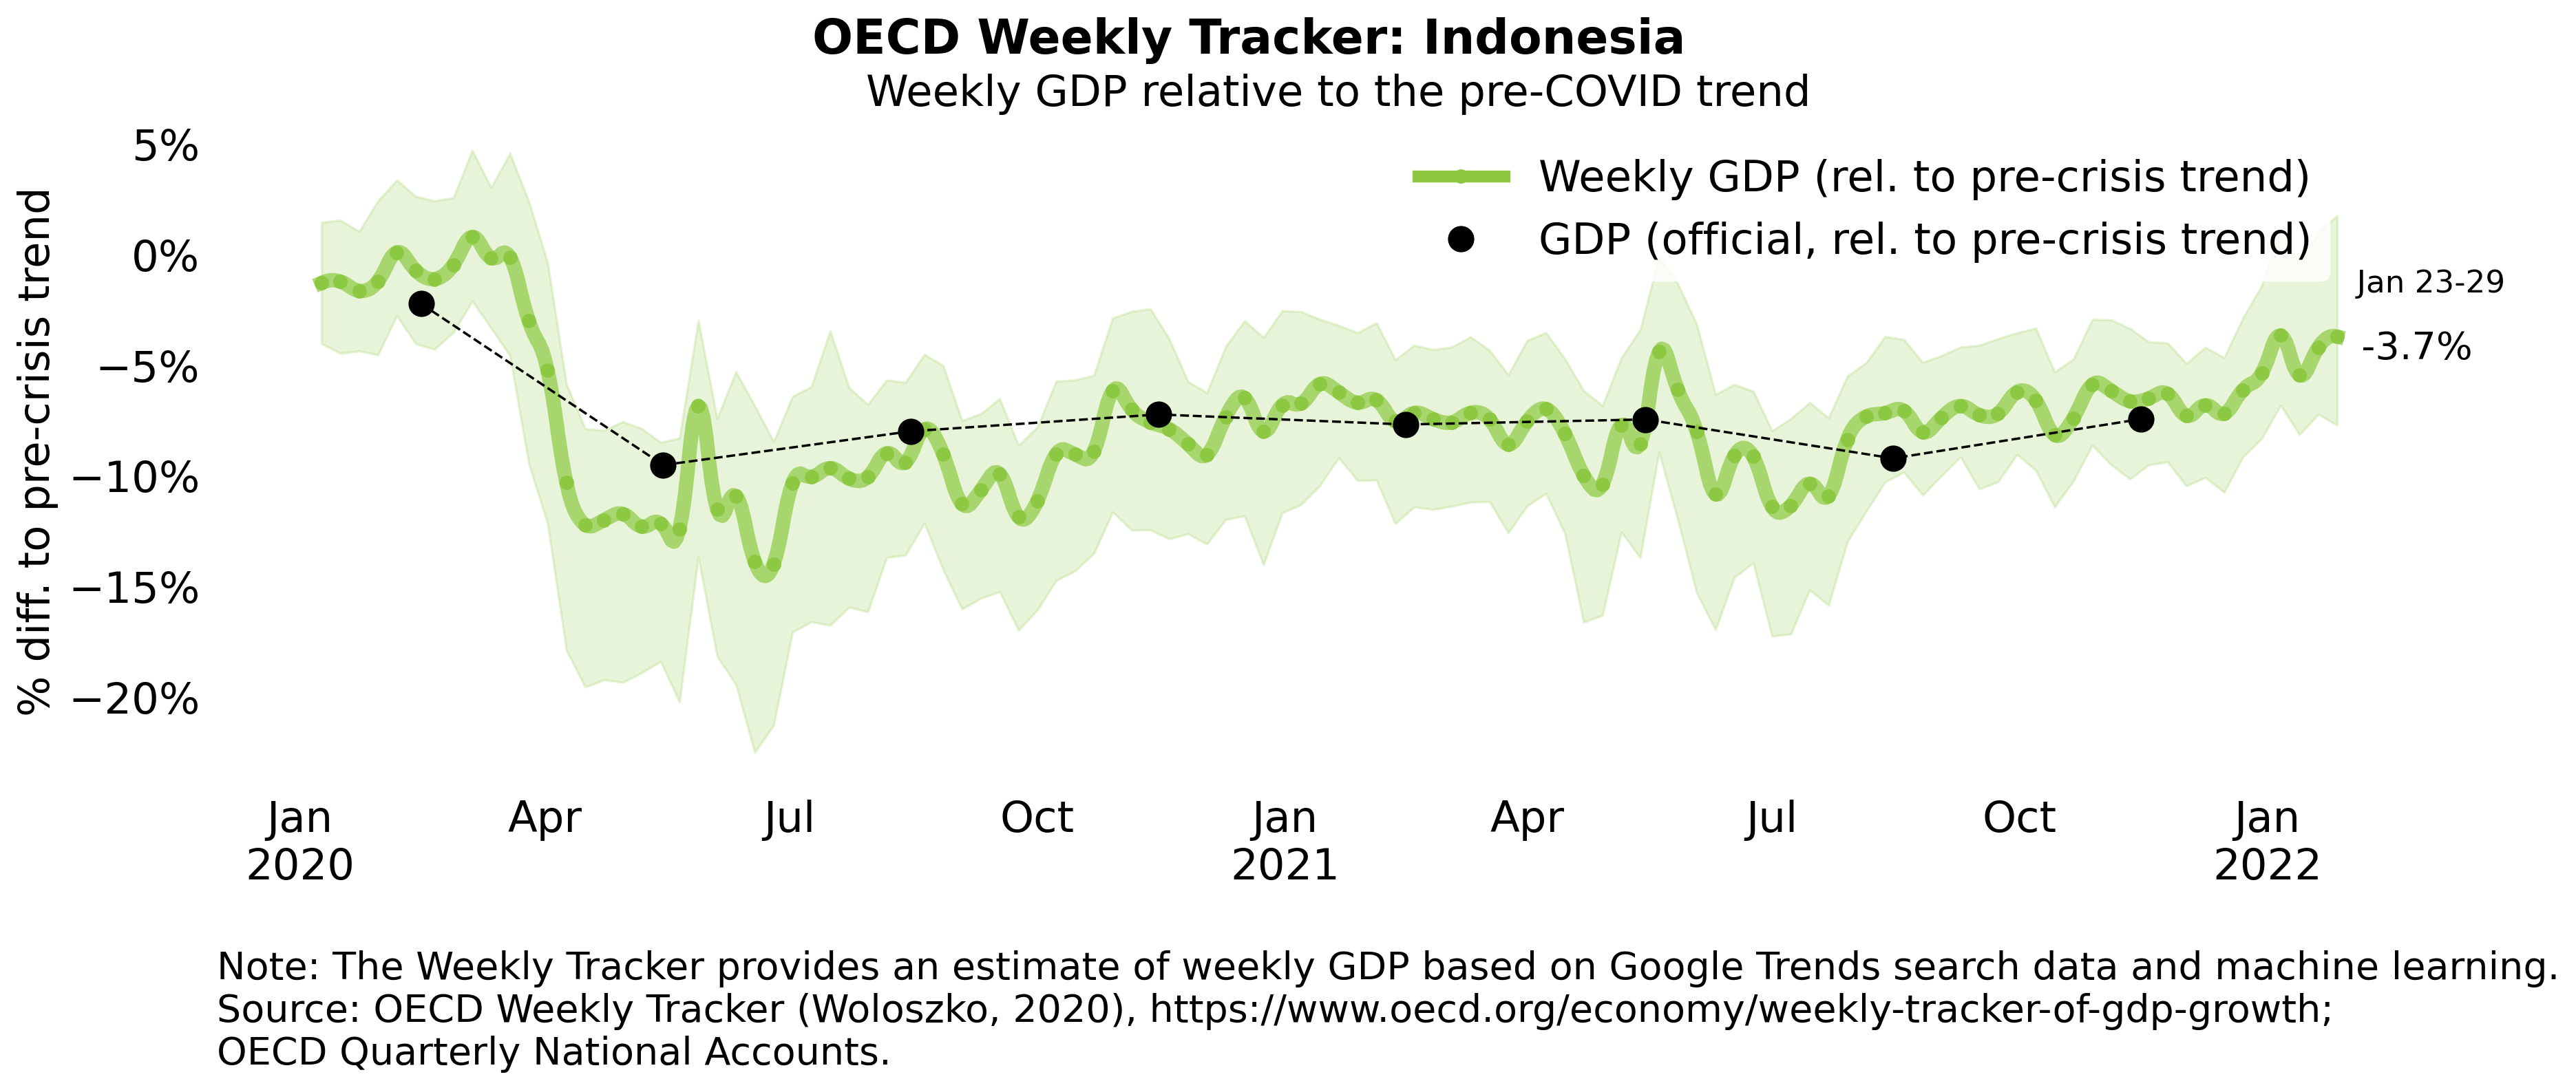 OECD Weekly Tracker: Indonesia
Weekly GDP relative to the pre-COVID trend
% diff. to pre-crisis trend
5%
0%
−5%
−10%
−15%
−20%
Weekly GDP (rel. to pre-crisis trend)
GDP (official, rel. to pre-crisis trend)
Jan 23-29
-3.7%
Jan Apr Jul Oct Jan Apr Jul Oct Jan
2020 2021 2022
Note: The Weekly Tracker provides an estimate of weekly GDP based on Google Trends search data and machine learning.
Source: OECD Weekly Tracker (Woloszko, 2020), https://www.oecd.org/economy/weekly-tracker-of-gdp-growth;
OECD Quarterly National Accounts.